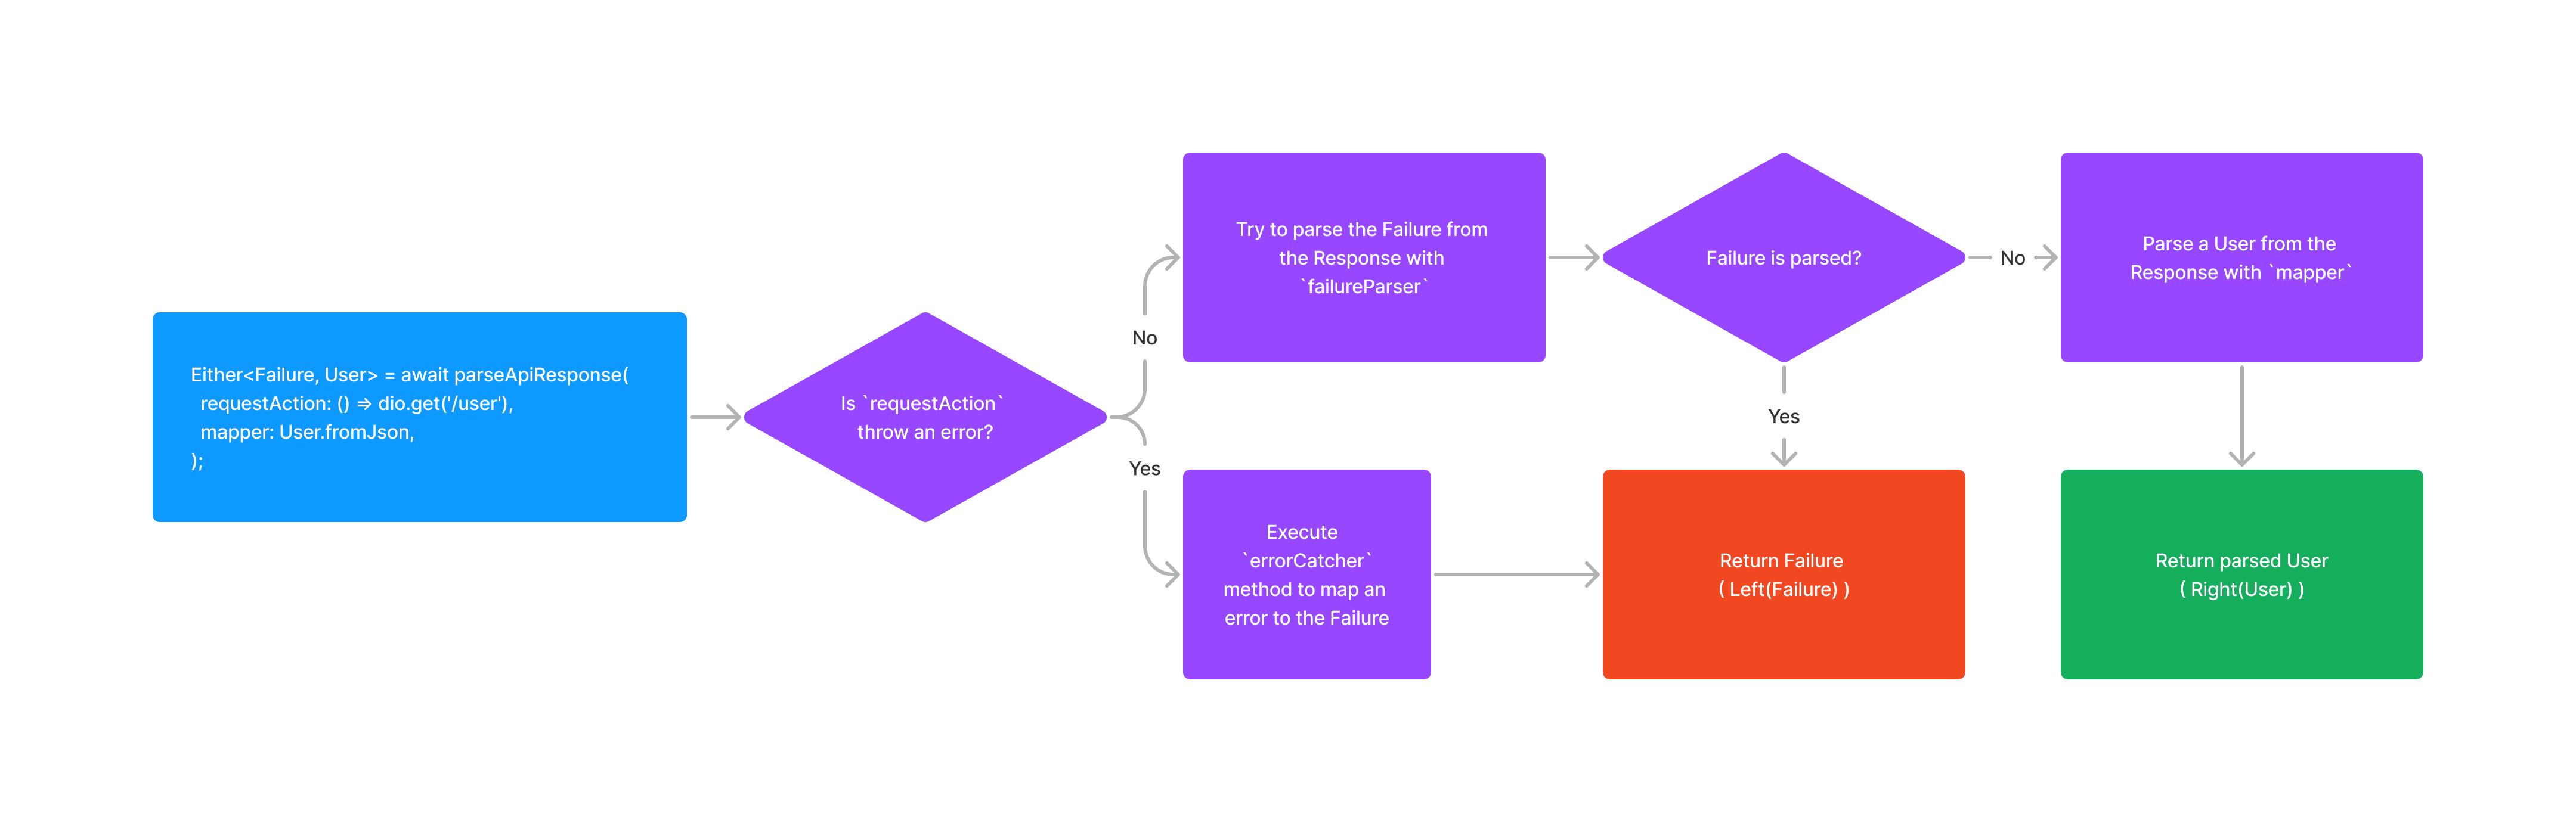 Either<Failure, User> = await parseApiResponse(
requestAction: () => dio.get('/user'),
mapper: User.fromJson,
);
Is `requestAction`
throw an error?
No
Yes
Try to parse the Failure from
the Response with
`failureParser`
Failure is parsed?
No
Yes
Parse a User from the
Response with `mapper`
Execute
`errorCatcher`
method to map an
error to the Failure
Return Failure
( Left(Failure) )
Return parsed User
( Right(User) )